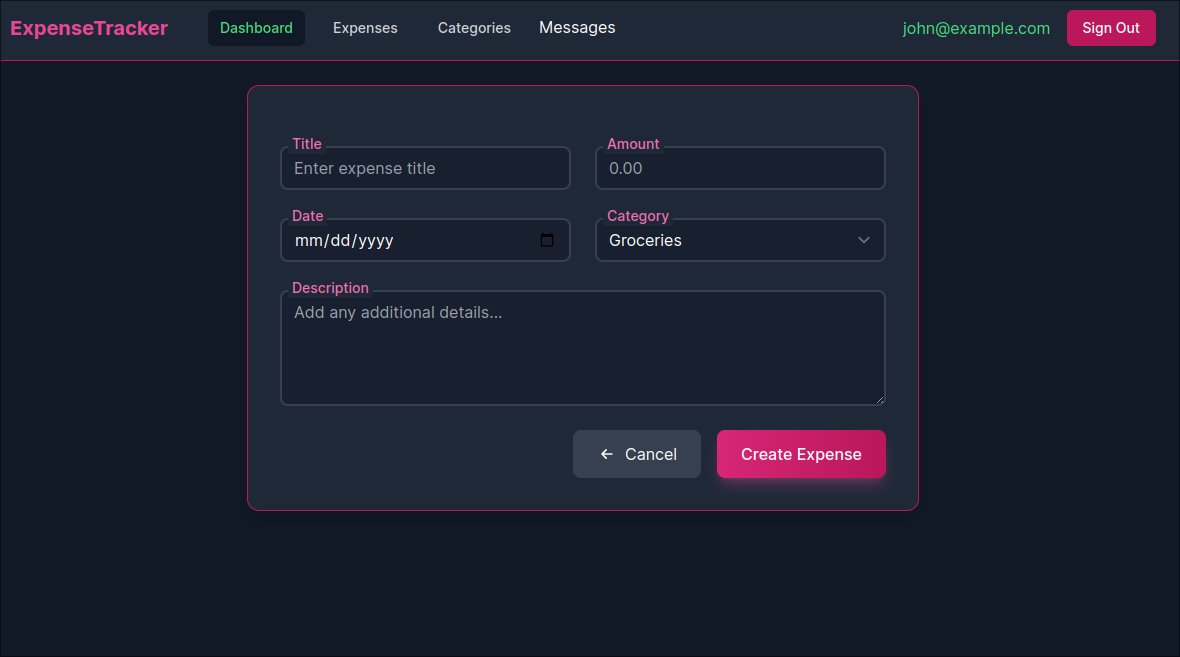 ExpenseTracker Dashboard Expenses Categories Messages john@example.com Sign Out
Title Amount
Enter expense title 0.00
Date Category
mm/dd/yyyy Groceries
Description
Add any additional details...
Cancel Create Expense